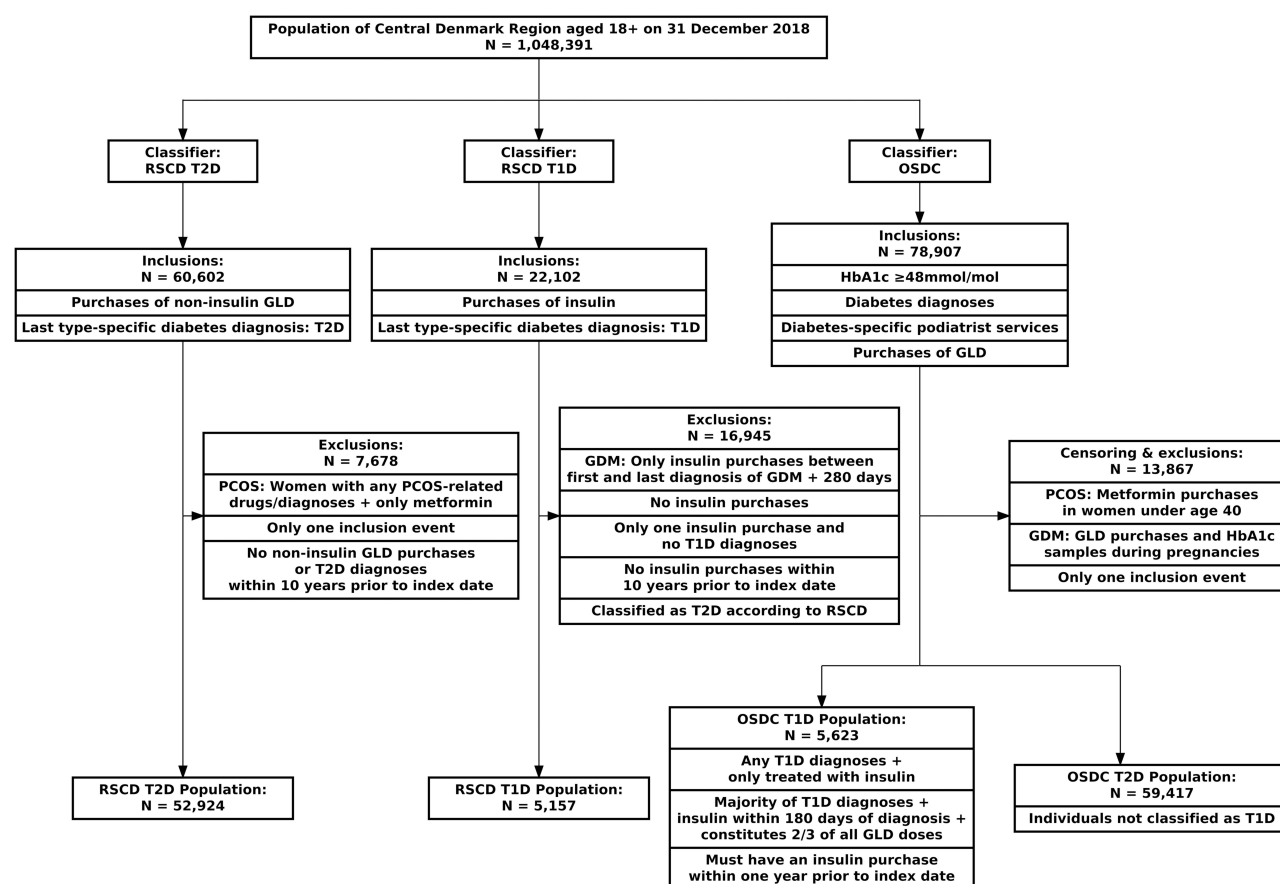 Population of Central Denmark Region aged 18+ on 31 December 2018
N = 1,048,391
Classifier:
RSCD T2D
Classifier:
RSCD T1D
Classifier:
OSDC
Inclusions:
N = 60,602
Purchases of non-insulin GLD
Last type-specific diabetes diagnosis: T2D
Inclusions:
N = 22,102
Purchases of insulin
Last type-specific diabetes diagnosis: T1D
Inclusions:
N = 78,907
HbA1c ≥48mmol/mol
Diabetes diagnoses
Diabetes-specific podiatrist services
Purchases of GLD
Exclusions:
N = 7,678
PCOS: Women with any PCOS-related
drugs/diagnoses + only metformin
Only one inclusion event
No non-insulin GLD purchases
or T2D diagnoses
within 10 years prior to index date
Exclusions:
N = 16,945
GDM: Only insulin purchases between
first and last diagnosis of GDM + 280 days
No insulin purchases
Only one insulin purchase and
no T1D diagnoses
No insulin purchases within
10 years prior to index date
Classified as T2D according to RSCD
Censoring & exclusions:
N = 13,867
PCOS: Metformin purchases
in women under age 40
GDM: GLD purchases and HbA1c
samples during pregnancies
Only one inclusion event
RSCD T2D Population:
N = 52,924
RSCD T1D Population:
N = 5,157
OSDC T1D Population:
N = 5,623
Any T1D diagnoses +
only treated with insulin
Majority of T1D diagnoses +
insulin within 180 days of diagnosis +
constitutes 2/3 of all GLD doses
Must have an insulin purchase
within one year prior to index date
OSDC T2D Population:
N = 59,417
Individuals not classified as T1D